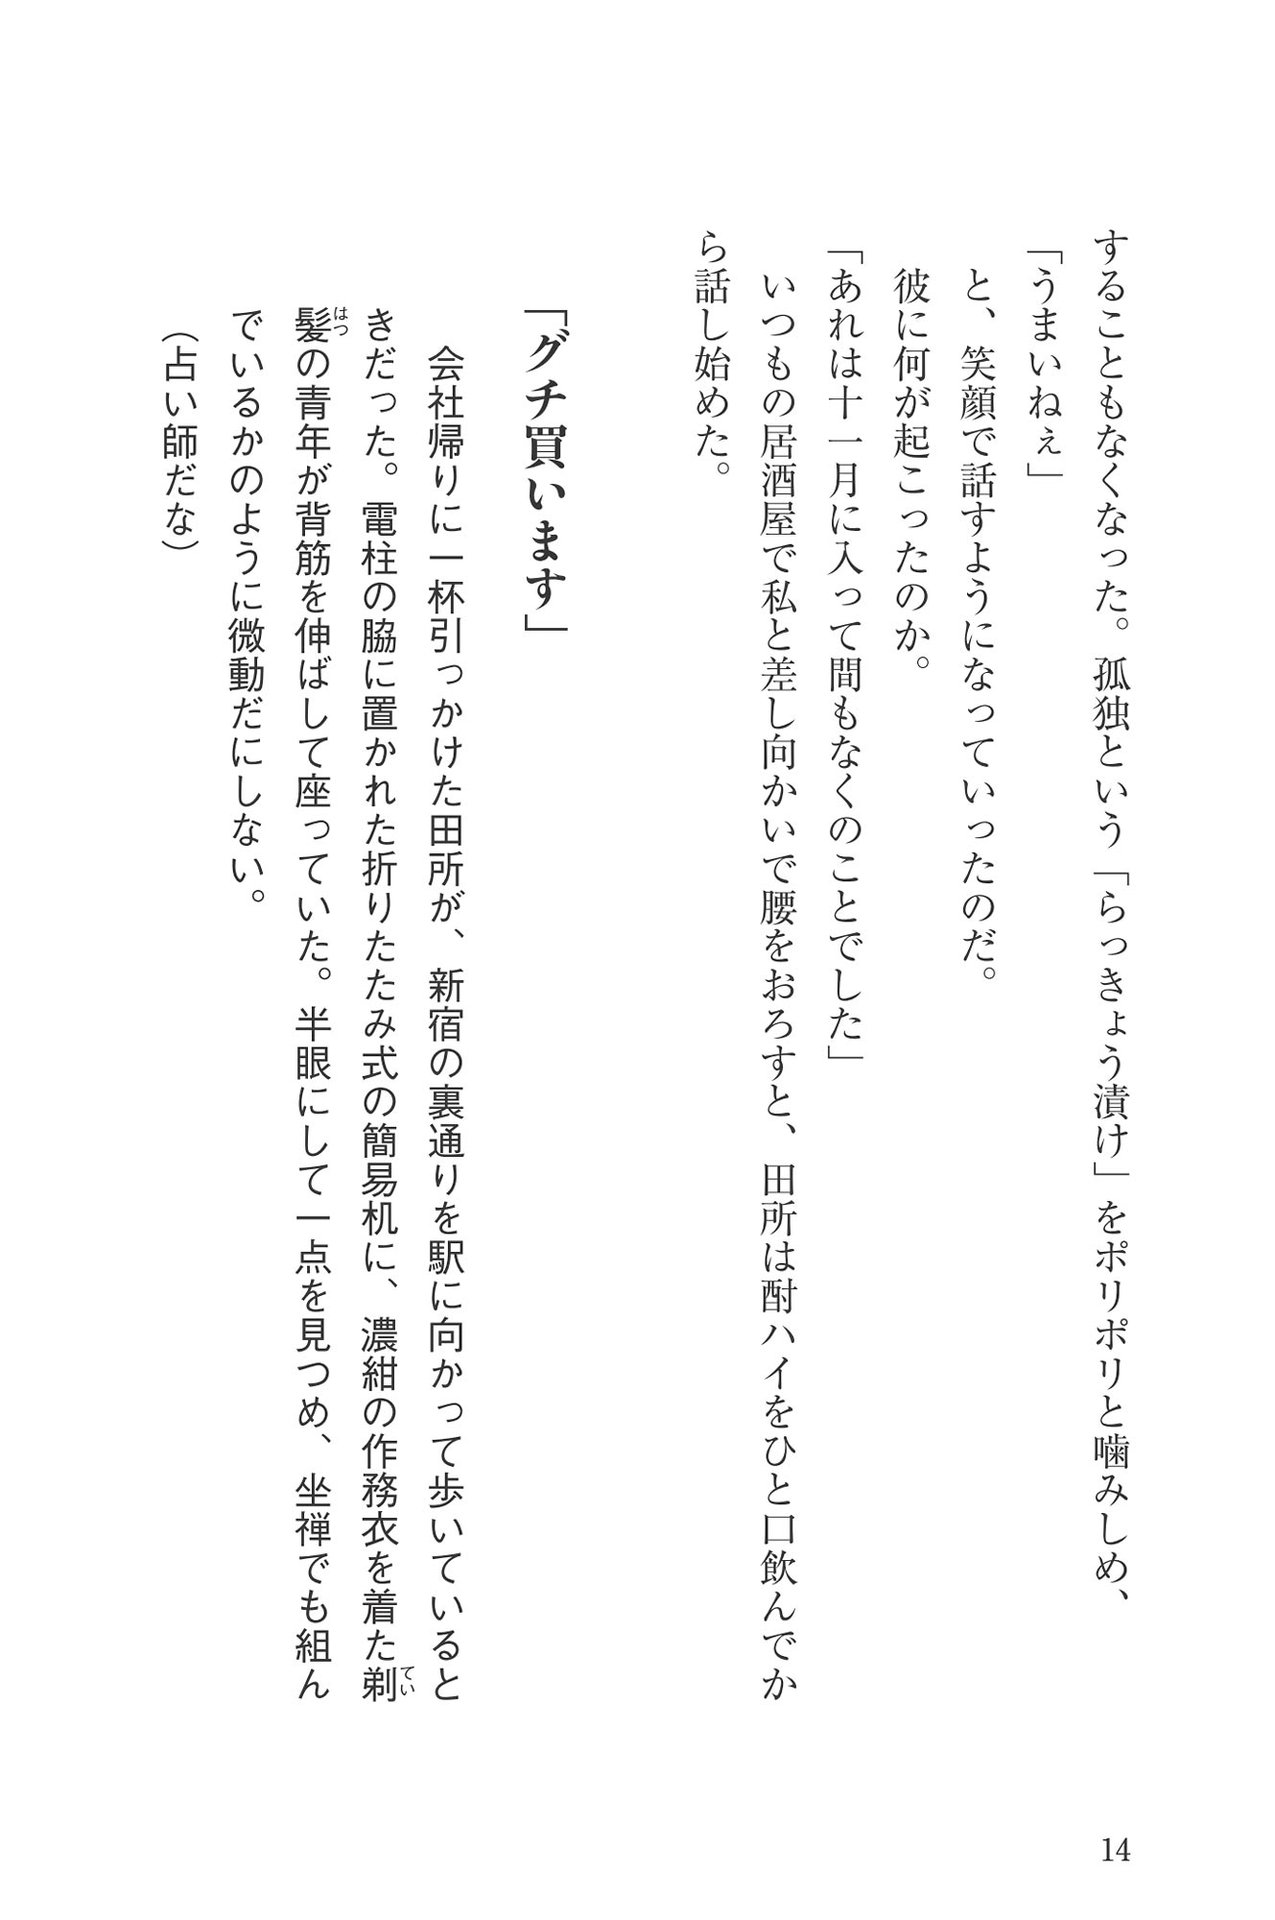 することもなくなった。孤独という「らっきょう漬け」をポリポリと噛みしめ、
「うまいねぇ」
と、笑顔で話すようになっていったのだ。
彼に何が起こったのか。
「あれは十一月に入って間もなくのことでした」
いつもの居酒屋で私と差し向かいで腰をおろすと、田所は酎ハイをひと口飲んでか
ら話し始めた。
「グチ買います」
会社帰りに一杯引っかけた田所が、新宿の裏通りを駅に向かって歩いていると
きだった。電柱の脇に置かれた折りたたみ式の簡易机に、濃紺の作務衣を着た剃
てい
髪の青年が背筋を伸ばして座っていた。半眼にして一点を見つめ、坐禅でも組ん
はつ
でいるかのように微動だにしない。
（占い師だな）
14